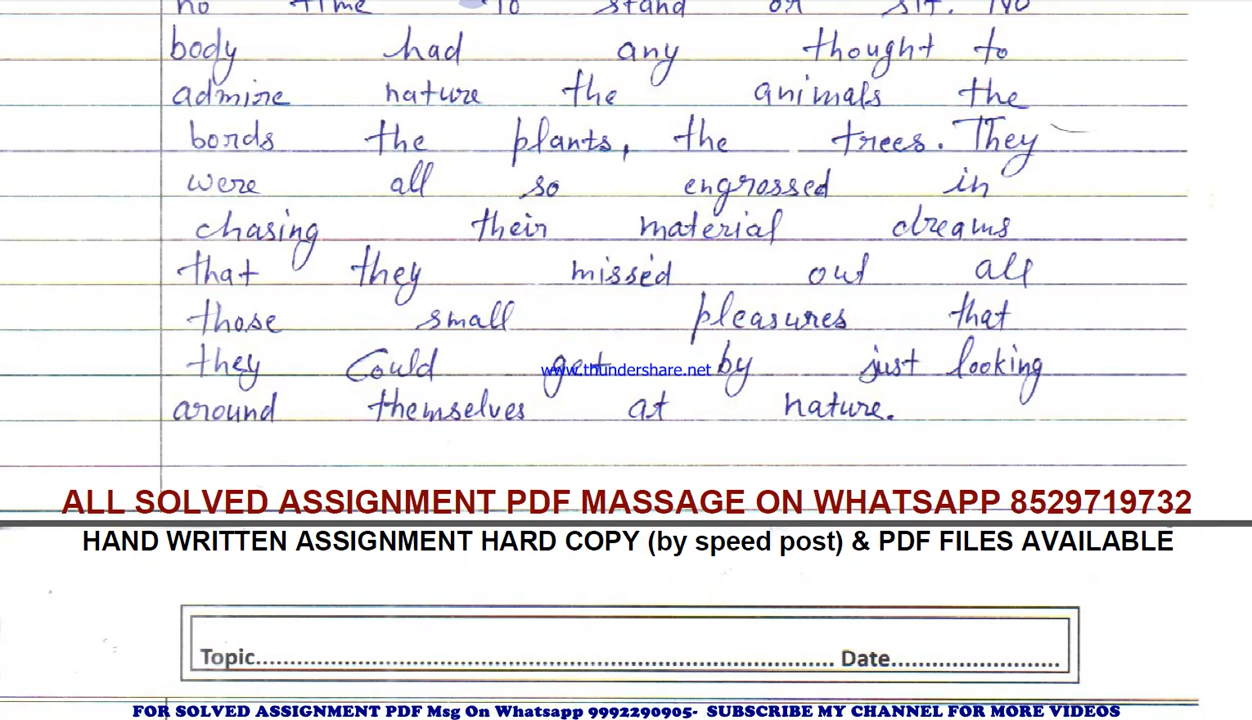 no time to stand or sit. No
body had any thought to
admire nature the animals the
bords the plants, the trees. They
were all so engrossed in
chasing their material dreams
that they missed out all
those small pleasures that
they Could get by just looking
www.thundershare.net
around themselves at nature.
ALL SOLVED ASSIGNMENT PDF MASSAGE ON WHATSAPP 8529719732
HAND WRITTEN ASSIGNMENT HARD COPY (by speed post) & PDF FILES AVAILABLE
Topic.................................................................................... Date.........................
FOR SOLVED ASSIGNMENT PDF Msg On Whatsapp 9992290905- SUBSCRIBE MY CHANNEL FOR MORE VIDEOS